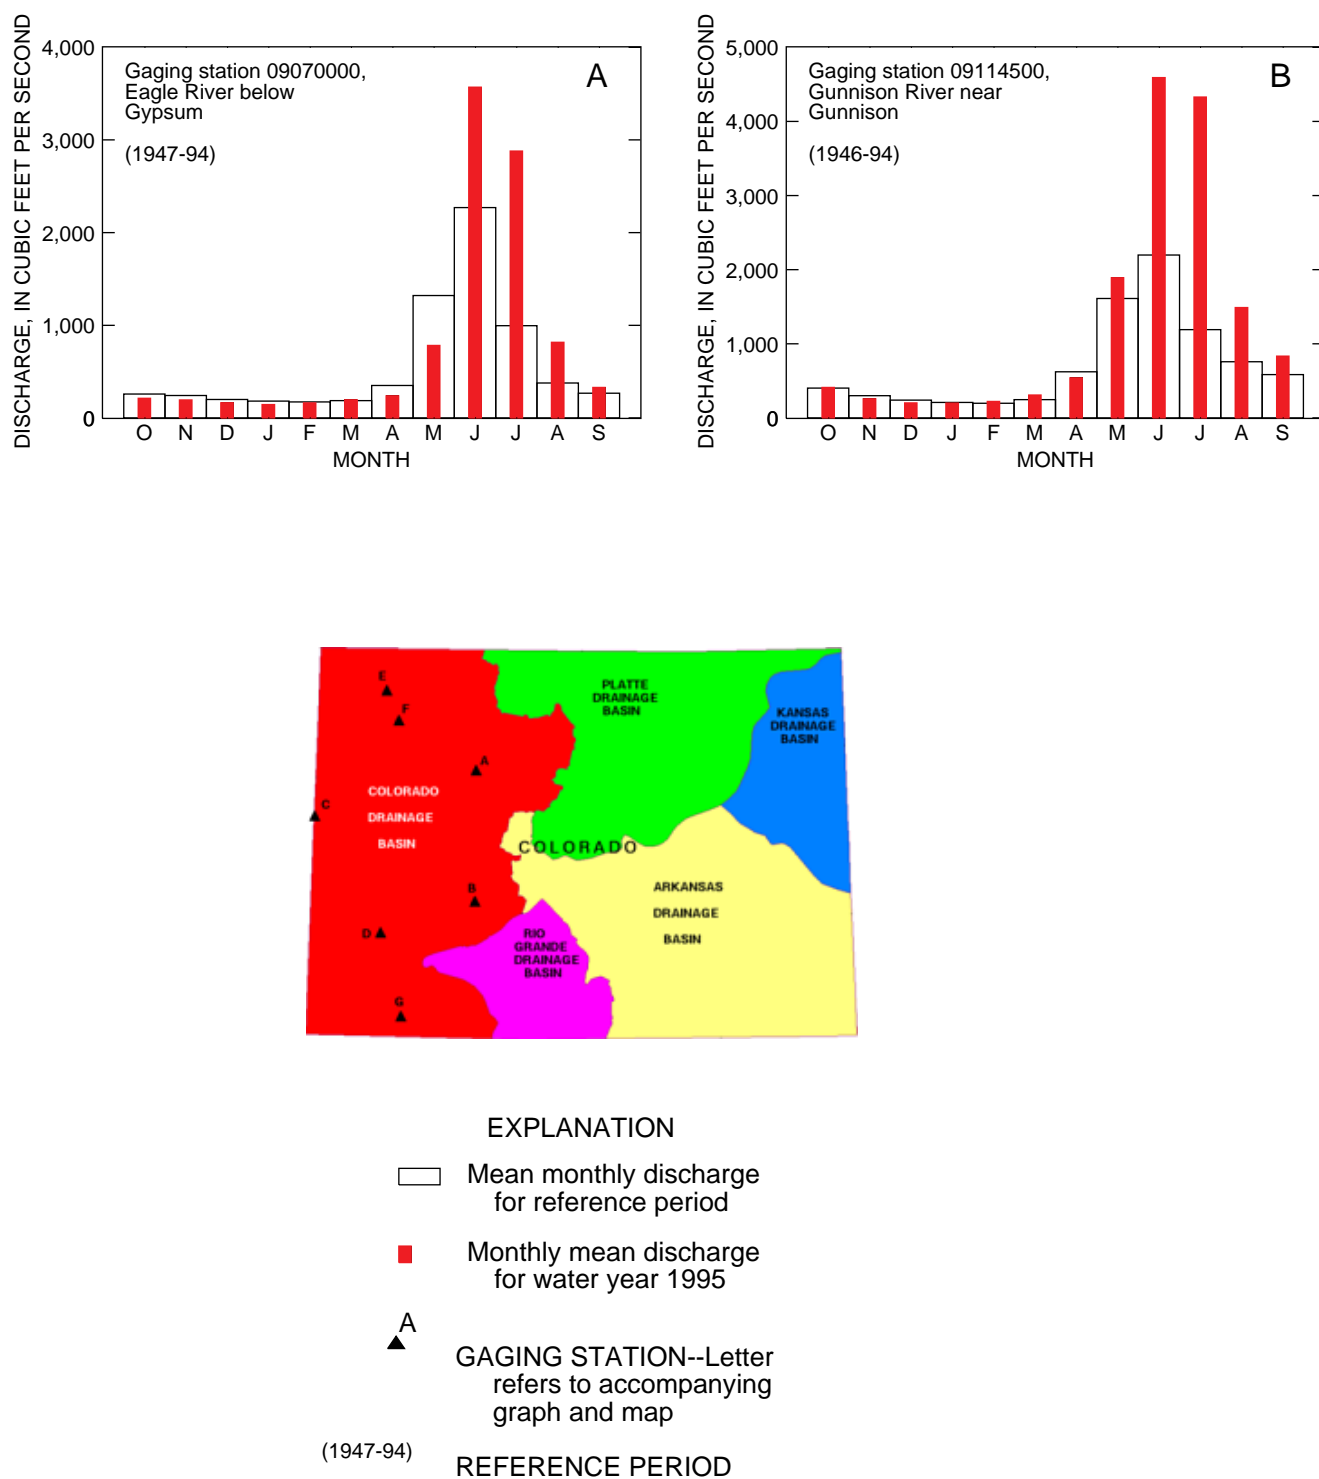 DISCHARGE, IN CUBIC FEET PER SECOND
4,000
3,000
2,000
1,000
0
Gaging station 09070000,
Eagle River below
Gypsum
(1947-94)
A
O N D J F M A M J J A S
MONTH
DISCHARGE, IN CUBIC FEET PER SECOND
5,000
4,000
3,000
2,000
1,000
0
Gaging station 09114500,
Gunnison River near
Gunnison
(1946-94)
B
O N D J F M A M J J A S
MONTH
E
F
A
C
B
D
G
COLORADO
DRAINAGE
BASIN
PLATTE
DRAINAGE
BASIN
KANSAS
DRAINAGE
BASIN
COLORADO
ARKANSAS
DRAINAGE
BASIN
RIO
GRANDE
DRAINAGE
BASIN
EXPLANATION
Mean monthly discharge
for reference period
Monthly mean discharge
for water year 1995
A
GAGING STATION--Letter
refers to accompanying
graph and map
(1947-94)
REFERENCE PERIOD